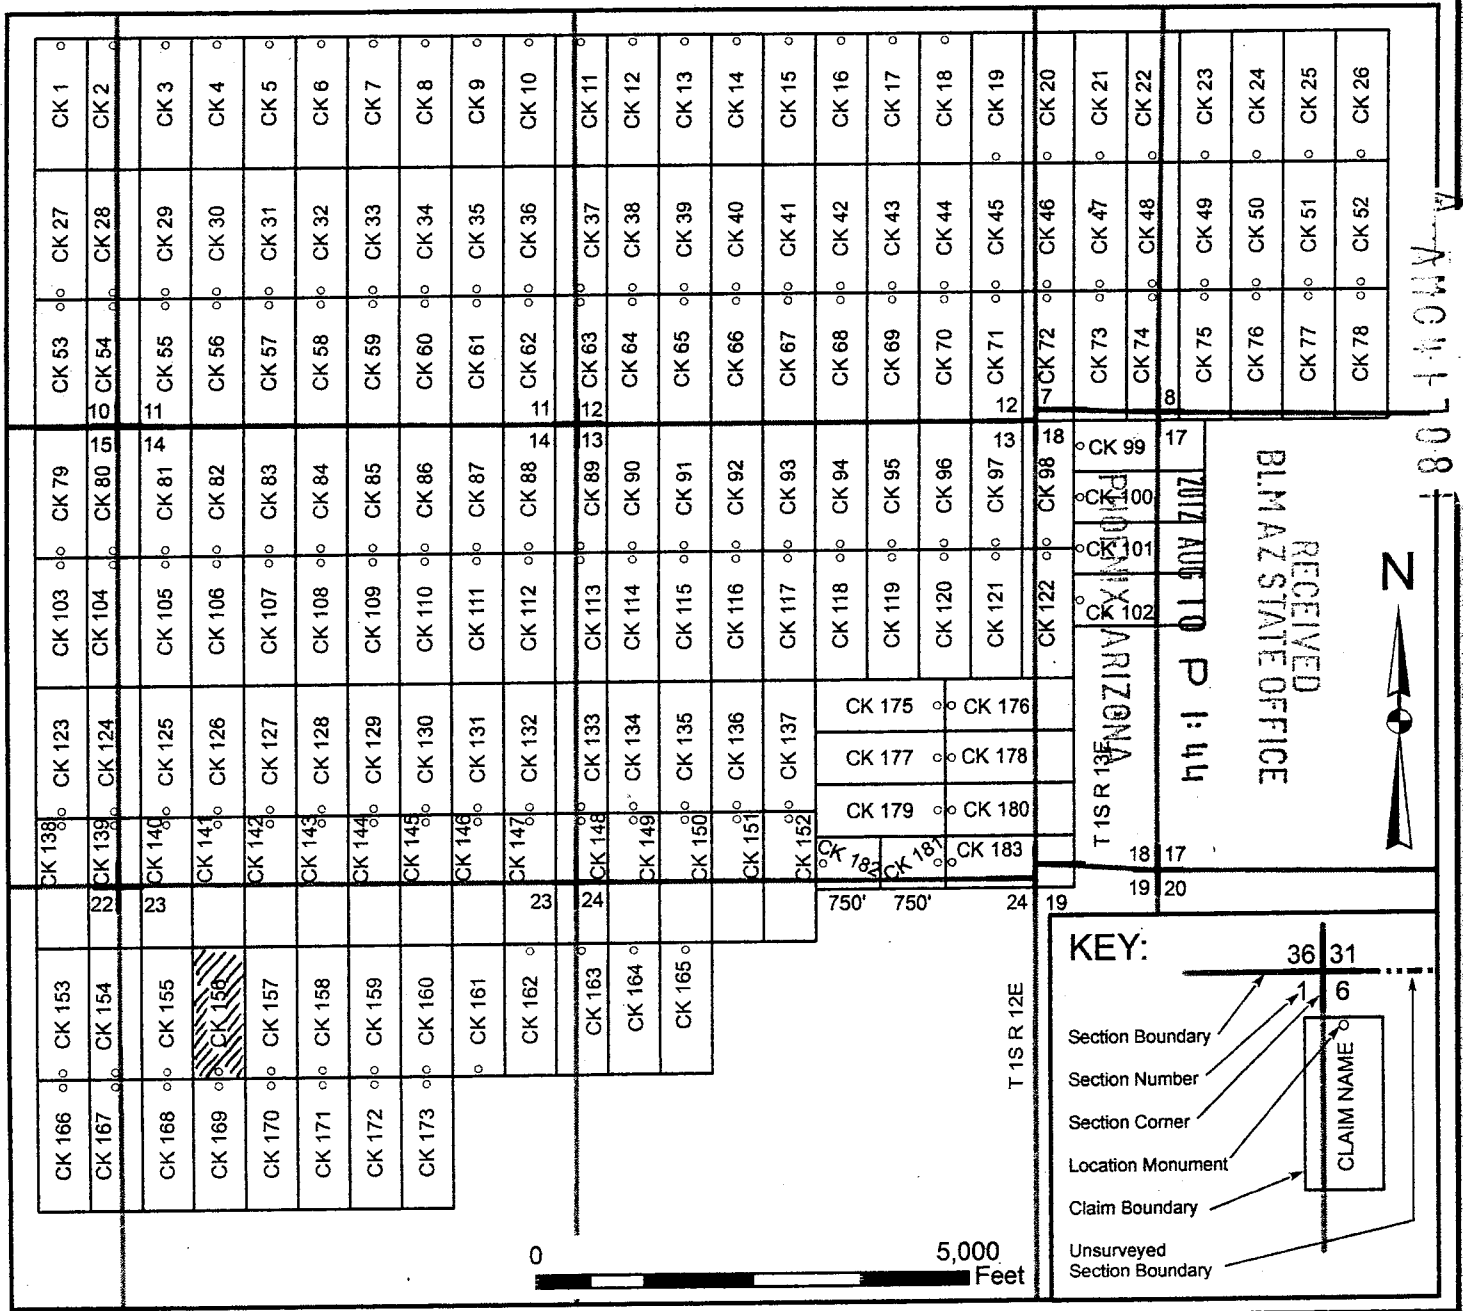 CK 1 CK 2 CK 3 CK 4 CK 5 CK 6 CK 7 CK 8 CK 9 CK 10 CK 11 CK 12 CK 13 CK 14 CK 15 CK 16 CK 17 CK 18 CK 19 CK 20 CK 21 CK 22 CK 23 CK 24 CK 25 CK 26
CK 27 CK 28 CK 29 CK 30 CK 31 CK 32 CK 33 CK 34 CK 35 CK 36 CK 37 CK 38 CK 39 CK 40 CK 41 CK 42 CK 43 CK 44 CK 45 CK 46 CK 47 CK 48 CK 49 CK 50 CK 51 CK 52
CK 53 CK 54 CK 55 CK 56 CK 57 CK 58 CK 59 CK 60 CK 61 CK 62 CK 63 CK 64 CK 65 CK 66 CK 67 CK 68 CK 69 CK 70 CK 71 CK 72 CK 73 CK 74 CK 75 CK 76 CK 77 CK 78
10 11 11 12 12 7 8
15 14 14 13 13 18 17
CK 79 CK 80 CK 81 CK 82 CK 83 CK 84 CK 85 CK 86 CK 87 CK 88 CK 89 CK 90 CK 91 CK 92 CK 93 CK 94 CK 95 CK 96 CK 97 CK 98
CK 99
CK 100
CK 101
CK 102
CK 103 CK 104 CK 105 CK 106 CK 107 CK 108 CK 109 CK 110 CK 111 CK 112 CK 113 CK 114 CK 115 CK 116 CK 117 CK 118 CK 119 CK 120 CK 121 CK 122
CK 123 CK 124 CK 125 CK 126 CK 127 CK 128 CK 129 CK 130 CK 131 CK 132 CK 133 CK 134 CK 135 CK 136 CK 137
CK 175 CK 176
CK 177 CK 178
CK 179 CK 180
CK 182 CK 181 CK 183
CK 138 CK 139 CK 140 CK 141 CK 142 CK 143 CK 144 CK 145 CK 146 CK 147 CK 148 CK 149 CK 150 CK 151 CK 152
18 17
22 23 23 24 750' 750' 24 19 19 20
CK 153 CK 154 CK 155 CK 156 CK 157 CK 158 CK 159 CK 160 CK 161 CK 162 CK 163 CK 164 CK 165
CK 166 CK 167 CK 168 CK 169 CK 170 CK 171 CK 172 CK 173
T 1S R 13E
T 1S R 12E
RECEIVED
BLM AZ STATE OFFICE
2012 AUG 10 P 1:44
PHOENIX ARIZONA
N
KEY:
36 31
1 6
Section Boundary
Section Number
Section Corner
Location Monument
Claim Boundary
Unsurveyed
Section Boundary
CLAIM NAME
0 5,000
Feet